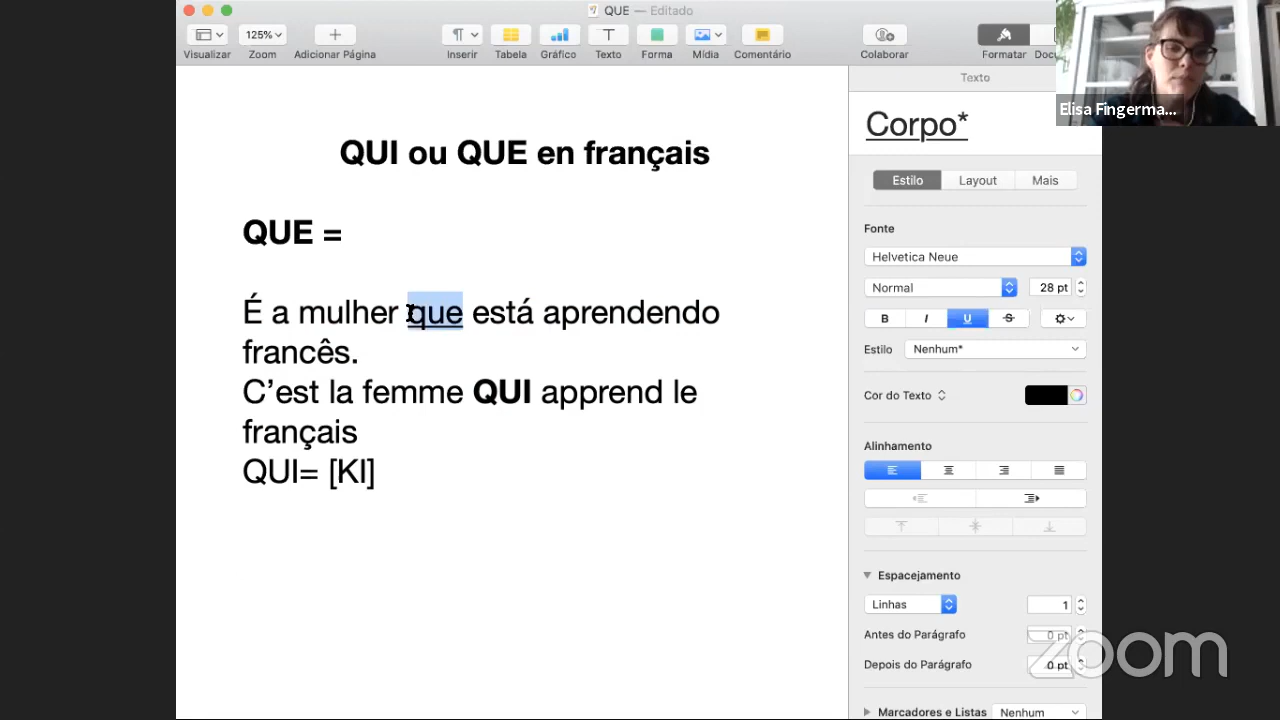 QUE — Editado
125%
Visualizar
Zoom
Adicionar Página
Inserir
Tabela
Gráfico
Texto
Forma
Mídia
Comentário
Colaborar
Formatar
Texto
Elisa Fingerma...
Corpo*
Estilo
Layout
Mais
Fonte
Helvetica Neue
Normal
28 pt
B
I
U
S
Estilo
Nenhum*
Cor do Texto
Alinhamento
Espacejamento
Linhas
1
Antes do Parágrafo
0 pt
Depois do Parágrafo
0 pt
Marcadores e Listas
Nenhum
QUI ou QUE en français
QUE =
É a mulher que está aprendendo
francês.
C’est la femme QUI apprend le
français
QUI= [KI]
zoom